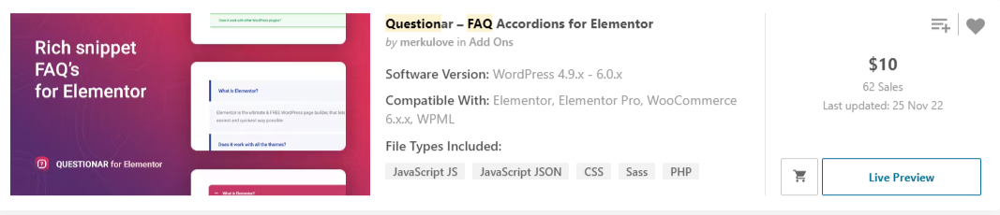 Does it work with other WordPress plugins?
Rich snippet
FAQ's
for Elementor
What is Elementor?
Elementor is the ultimate & FREE WordPress page builder that lets
easiest and quickest way possible
Does it work with all the themes?
QUESTIONAR for Elementor
What is Elementor?
Questionar – FAQ Accordions for Elementor
by merkulove in Add Ons
Software Version: WordPress 4.9.x - 6.0.x
Compatible With: Elementor, Elementor Pro, WooCommerce
6.x.x, WPML
File Types Included:
JavaScript JS JavaScript JSON CSS Sass PHP
$10
62 Sales
Last updated: 25 Nov 22
Live Preview